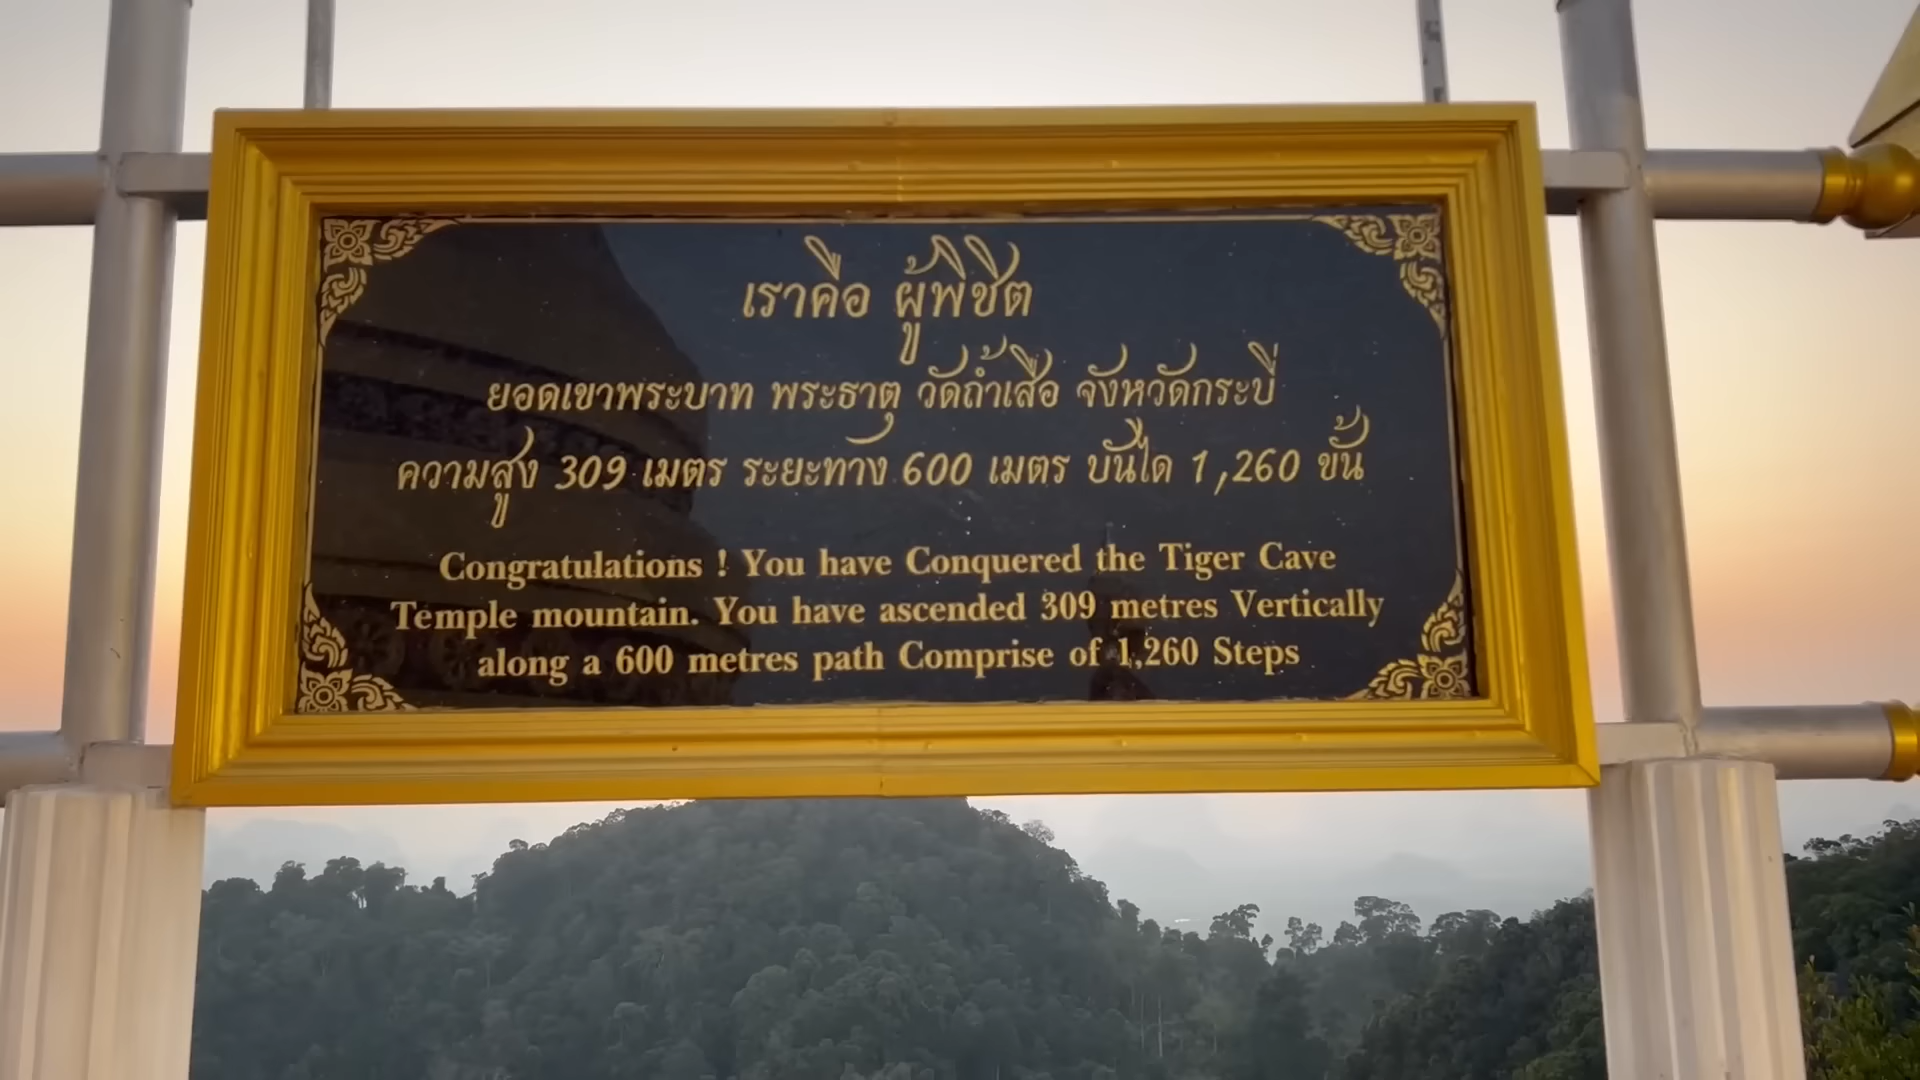 เราคือ ผู้พิชิต
ยอดเขาพระบาท พระธาตุ วัดถ้ำเสือ จังหวัดกระบี่
ความสูง 309 เมตร ระยะทาง 600 เมตร บันได 1,260 ขั้น
Congratulations ! You have Conquered the Tiger Cave
Temple mountain. You have ascended 309 metres Vertically
along a 600 metres path Comprise of 1,260 Steps